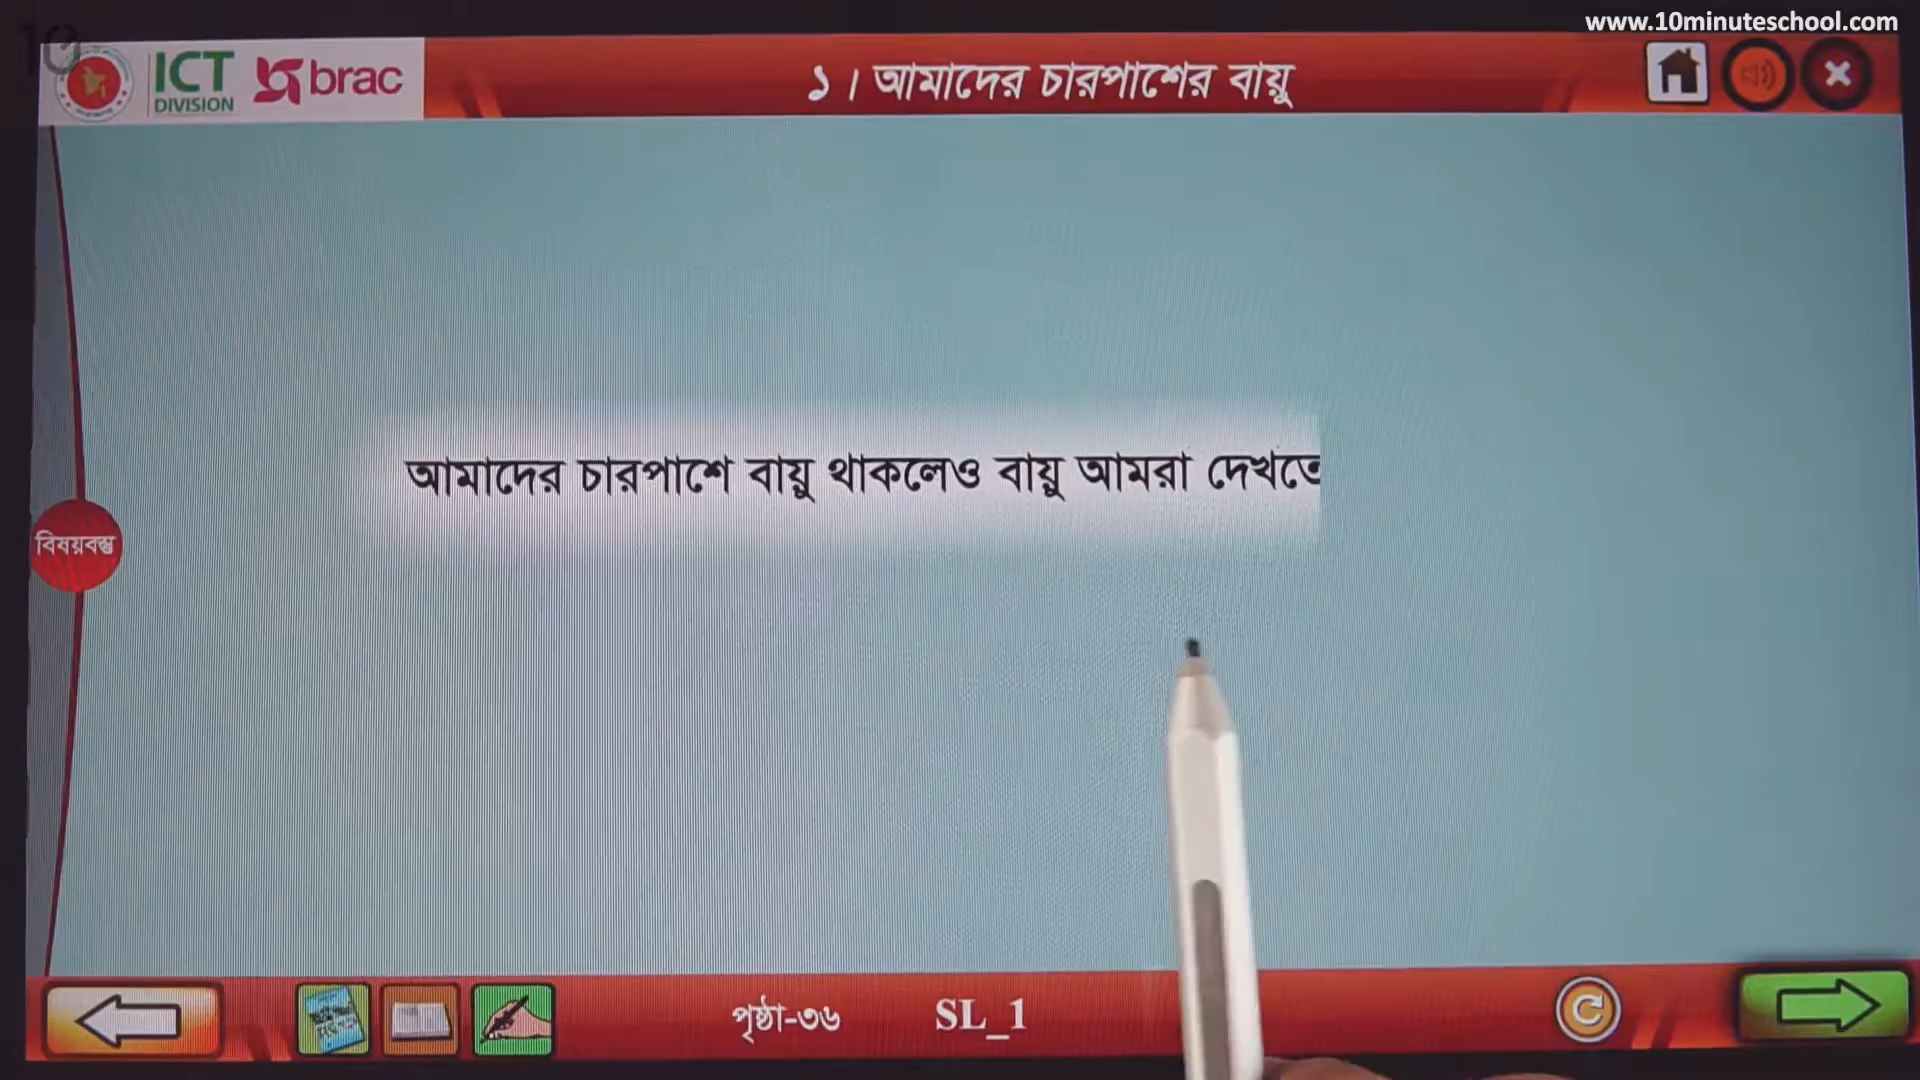 www.10minuteschool.com
ICT
DIVISION
brac
১। আমাদের চারপাশের বায়ু
আমাদের চারপাশে বায়ু থাকলেও বায়ু আমরা দেখতে
বিষয়বস্তু
পৃষ্ঠা-৩৬
SL_1